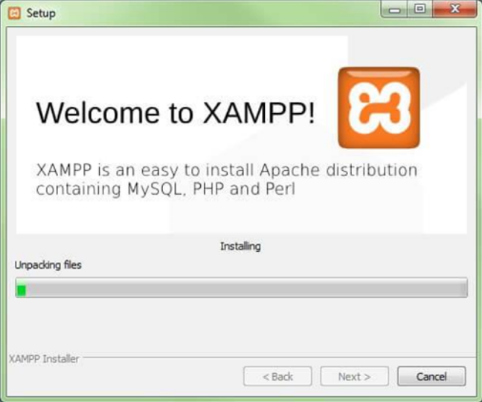 Setup
Welcome to XAMPP!
XAMPP is an easy to install Apache distribution
containing MySQL, PHP and Perl
Installing
Unpacking files
XAMPP Installer
< Back
Next >
Cancel